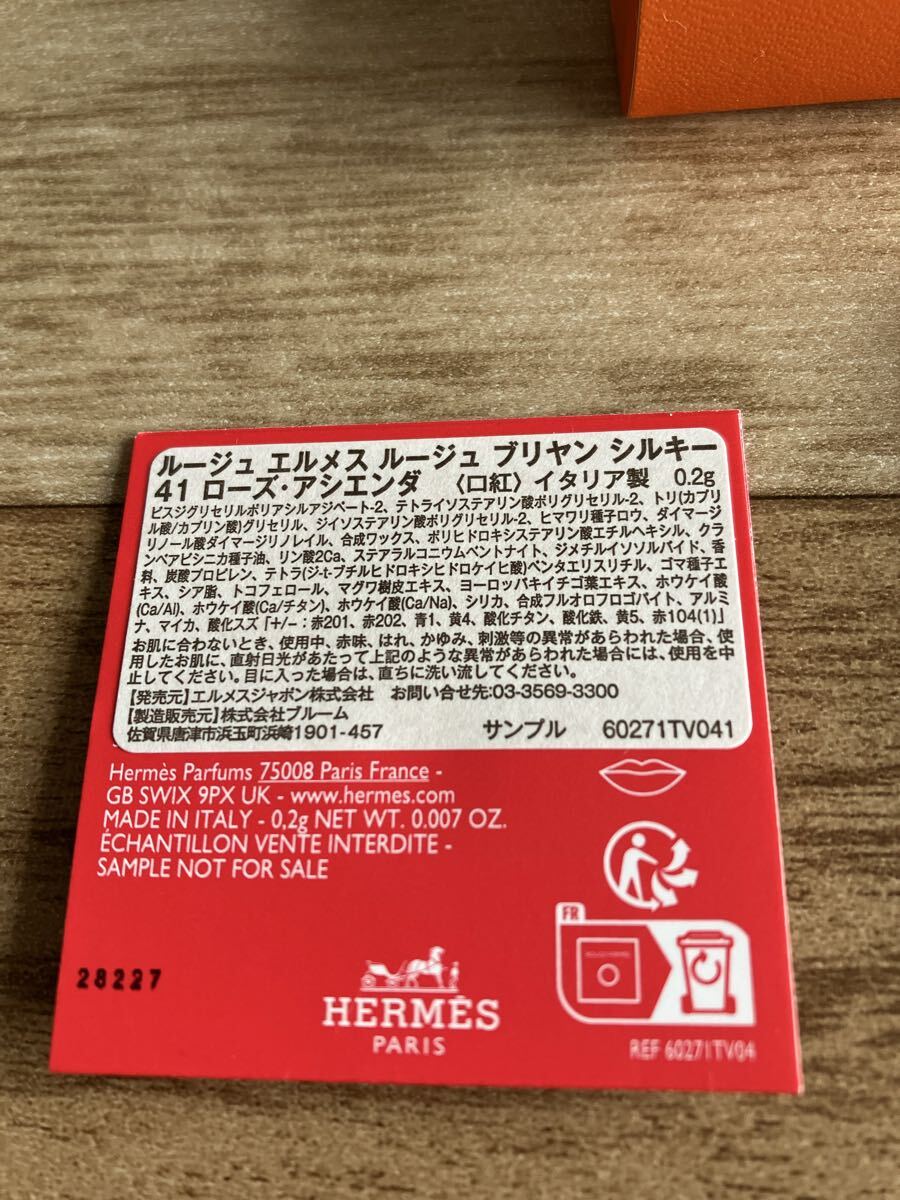 ルージュ エルメス ルージュ ブリヤン シルキー
41 ローズ・アシエンダ 〈口紅〉イタリア製 0.2g
ビスジグリセリルポリアシルアジペート-2、テトライソステアリン酸ポリグリセリル-2、トリ(カプリ
ル酸/カプリン酸)グリセリル、ジイソステアリン酸ポリグリセリル-2、ヒマワリ種子ロウ、ダイマージ
リノール酸ダイマージリノレイル、合成ワックス、ポリヒドロキシステアリン酸エチルヘキシル、クラ
ンベアビシニカ種子油、リン酸2Ca、ステアラルコニウムベントナイト、ジメチルイソソルバイド、香
料、炭酸プロピレン、テトラ(ジ-t-ブチルヒドロキシヒドロケイヒ酸)ペンタエリスリチル、ゴマ種子エ
キス、シア脂、トコフェロール、マグワ樹皮エキス、ヨーロッパキイチゴ葉エキス、ホウケイ酸
(Ca/Al)、ホウケイ酸(Ca/チタン)、ホウケイ酸(Ca/Na)、シリカ、合成フルオロフロゴパイト、アルミ
ナ、マイカ、酸化スズ「+/-：赤201、赤202、青1、黄4、酸化チタン、酸化鉄、黄5、赤104(1)」
お肌に合わないとき、使用中、赤味、はれ、かゆみ、刺激等の異常があらわれた場合、使
用したお肌に、直射日光があたって上記のような異常があらわれた場合には、使用を中
止してください。目に入った場合は、直ちに洗い流してください。
【発売元】エルメスジャポン株式会社 お問い合せ先:03-3569-3300
【製造販売元】株式会社ブルーム
佐賀県唐津市浜玉町浜崎1901-457 サンプル 60271TV041
Hermès Parfums 75008 Paris France -
GB SWIX 9PX UK - www.hermes.com
MADE IN ITALY - 0,2g NET WT. 0.007 OZ.
ÉCHANTILLON VENTE INTERDITE -
SAMPLE NOT FOR SALE
FR
28227
HERMÈS
PARIS
REF 60271TV04